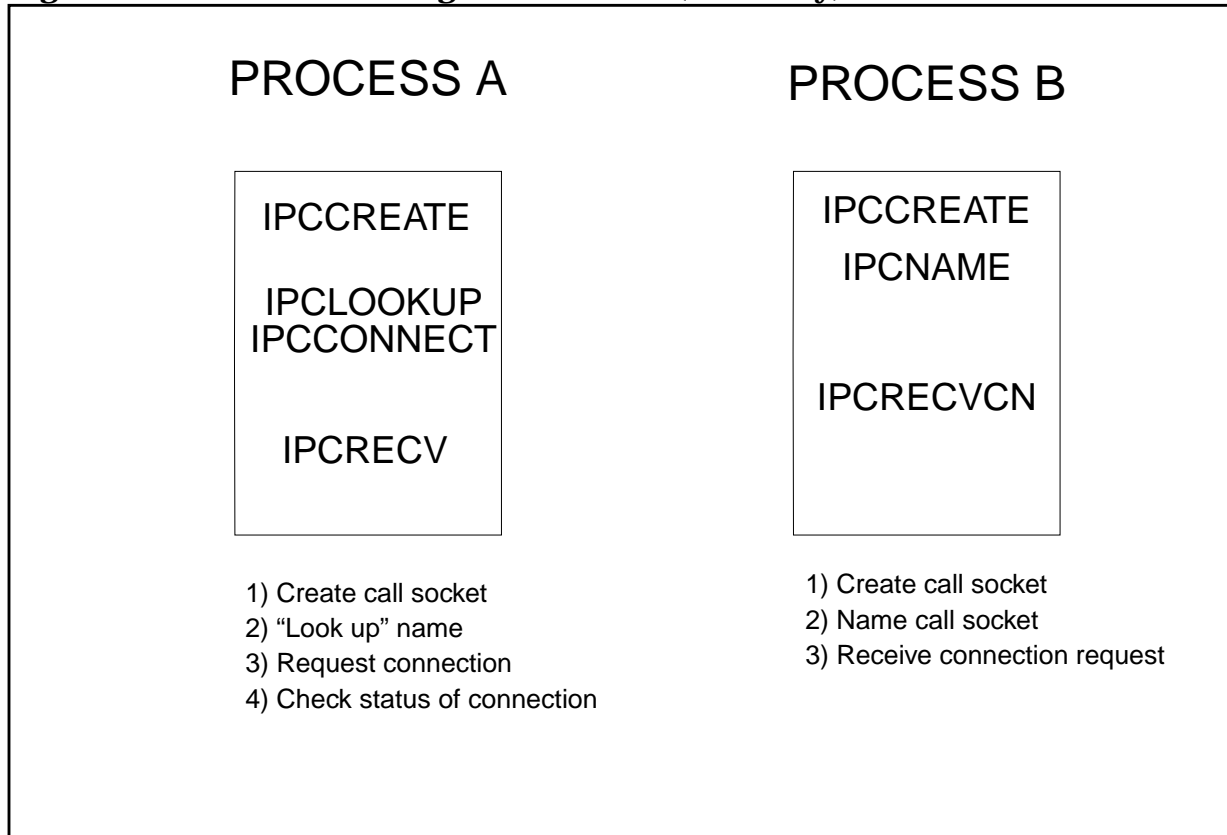 PROCESS A
IPCCREATE
IPCLOOKUP
IPCCONNECT
IPCRECV
1) Create call socket
2) “Look up” name
3) Request connection
4) Check status of connection
PROCESS B
IPCCREATE
IPCNAME
IPCRECVCN
1) Create call socket
2) Name call socket
3) Receive connection request